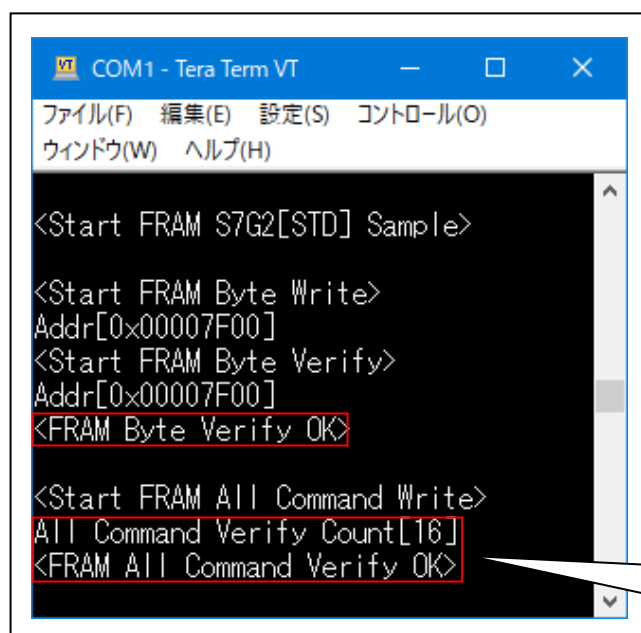 COM1 - Tera Term VT
ファイル(F) 編集(E) 設定(S) コントロール(O)
ウィンドウ(W) ヘルプ(H)
<Start FRAM S7G2[STD] Sample>
<Start FRAM Byte Write>
Addr[0x00007F00]
<Start FRAM Byte Verify>
Addr[0x00007F00]
<FRAM Byte Verify OK>
<Start FRAM All Command Write>
All Command Verify Count[16]
<FRAM All Command Verify OK>